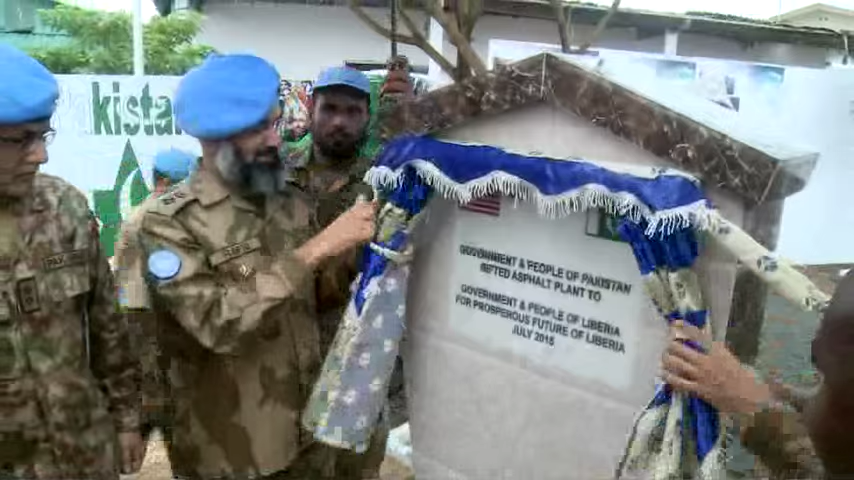 kistan
PAK
GOVERNMENT & PEOPLE OF PAKISTAN
GIFTED ASPHALT PLANT TO
GOVERNMENT & PEOPLE OF LIBERIA
FOR PROSPEROUS FUTURE OF LIBERIA
JULY 2015